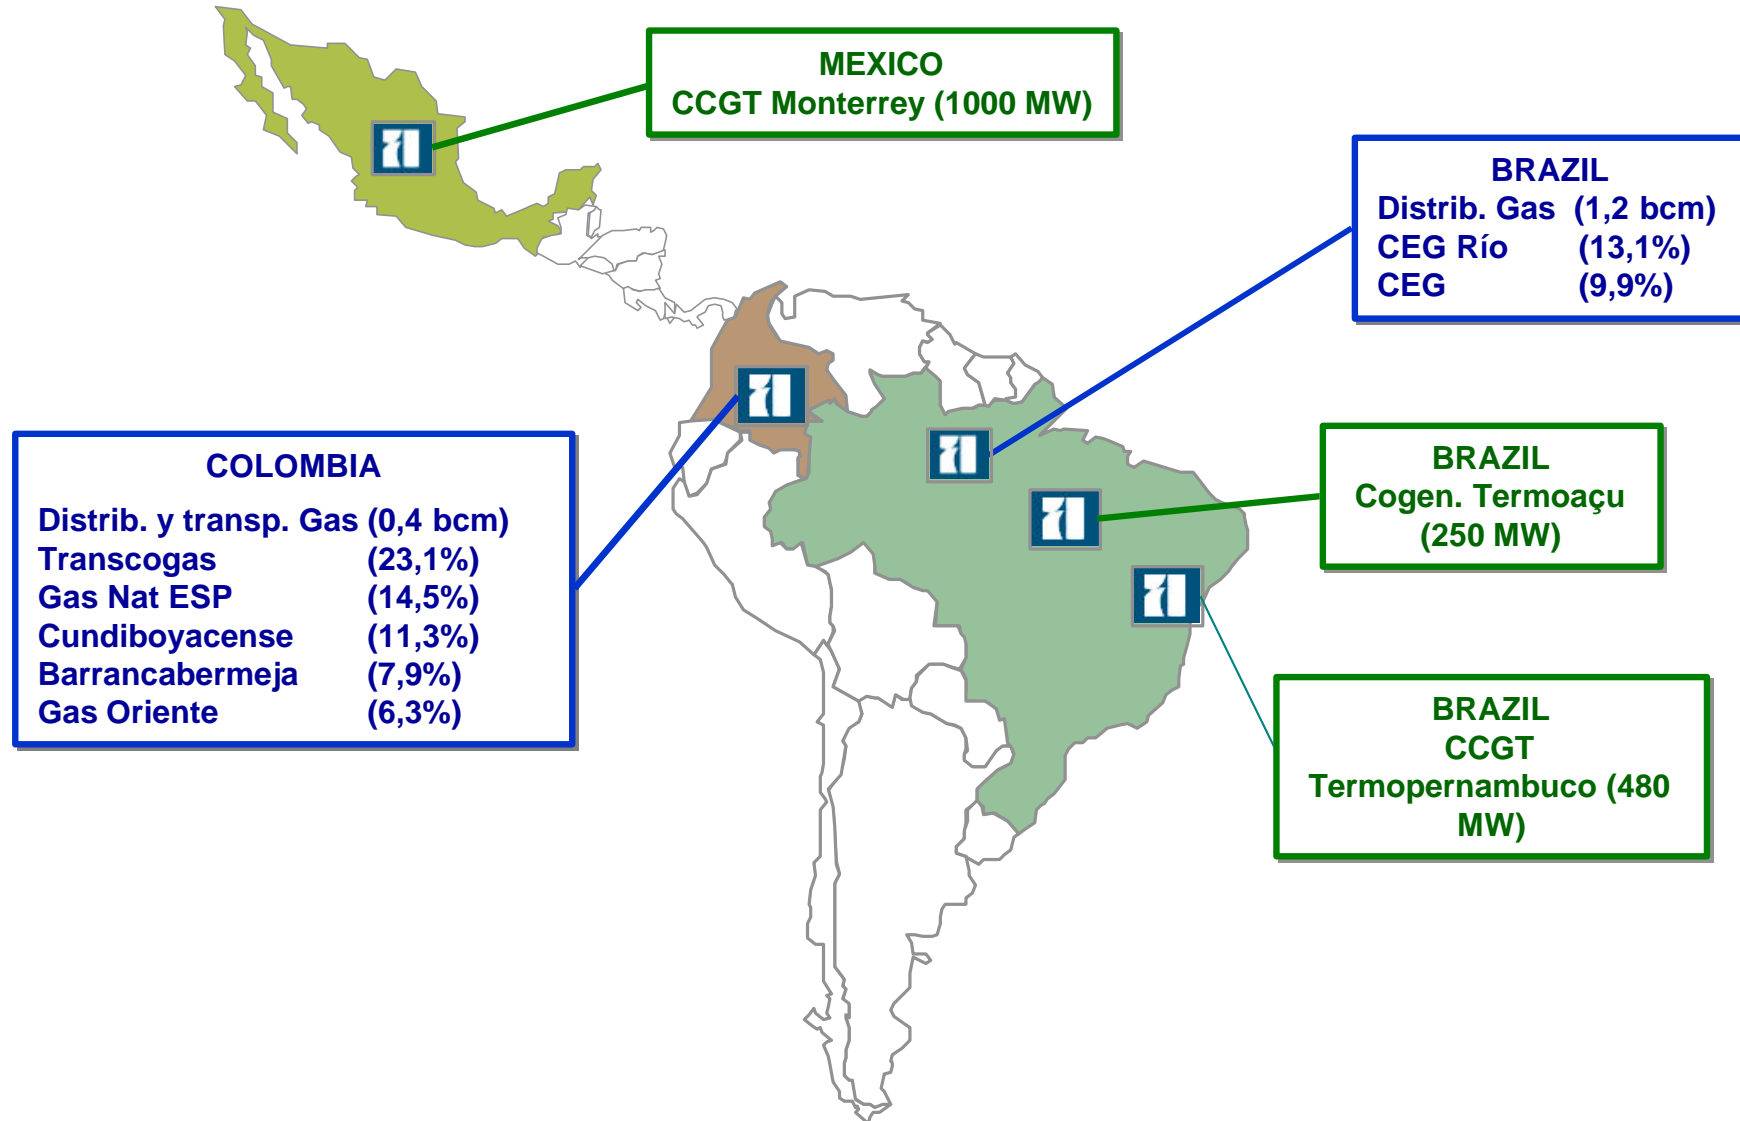 MEXICO
CCGT Monterrey (1000 MW)
BRAZIL
Distrib. Gas (1,2 bcm)
CEG Río (13,1%)
CEG (9,9%)
COLOMBIA
Distrib. y transp. Gas (0,4 bcm)
Transcogas (23,1%)
Gas Nat ESP (14,5%)
Cundiboyacense (11,3%)
Barrancabermeja (7,9%)
Gas Oriente (6,3%)
BRAZIL
Cogen. Termoaçu
(250 MW)
BRAZIL
CCGT
Termopernambuco (480
MW)